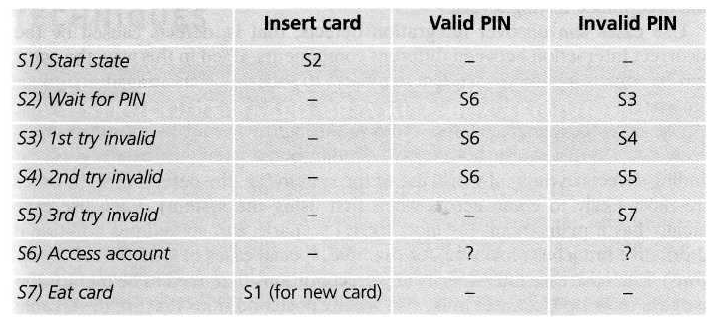 Insert card Valid PIN Invalid PIN
S1) Start state S2 – –
S2) Wait for PIN – S6 S3
S3) 1st try invalid – S6 S4
S4) 2nd try invalid – S6 S5
S5) 3rd try invalid – – S7
S6) Access account – ? ?
S7) Eat card S1 (for new card) – –